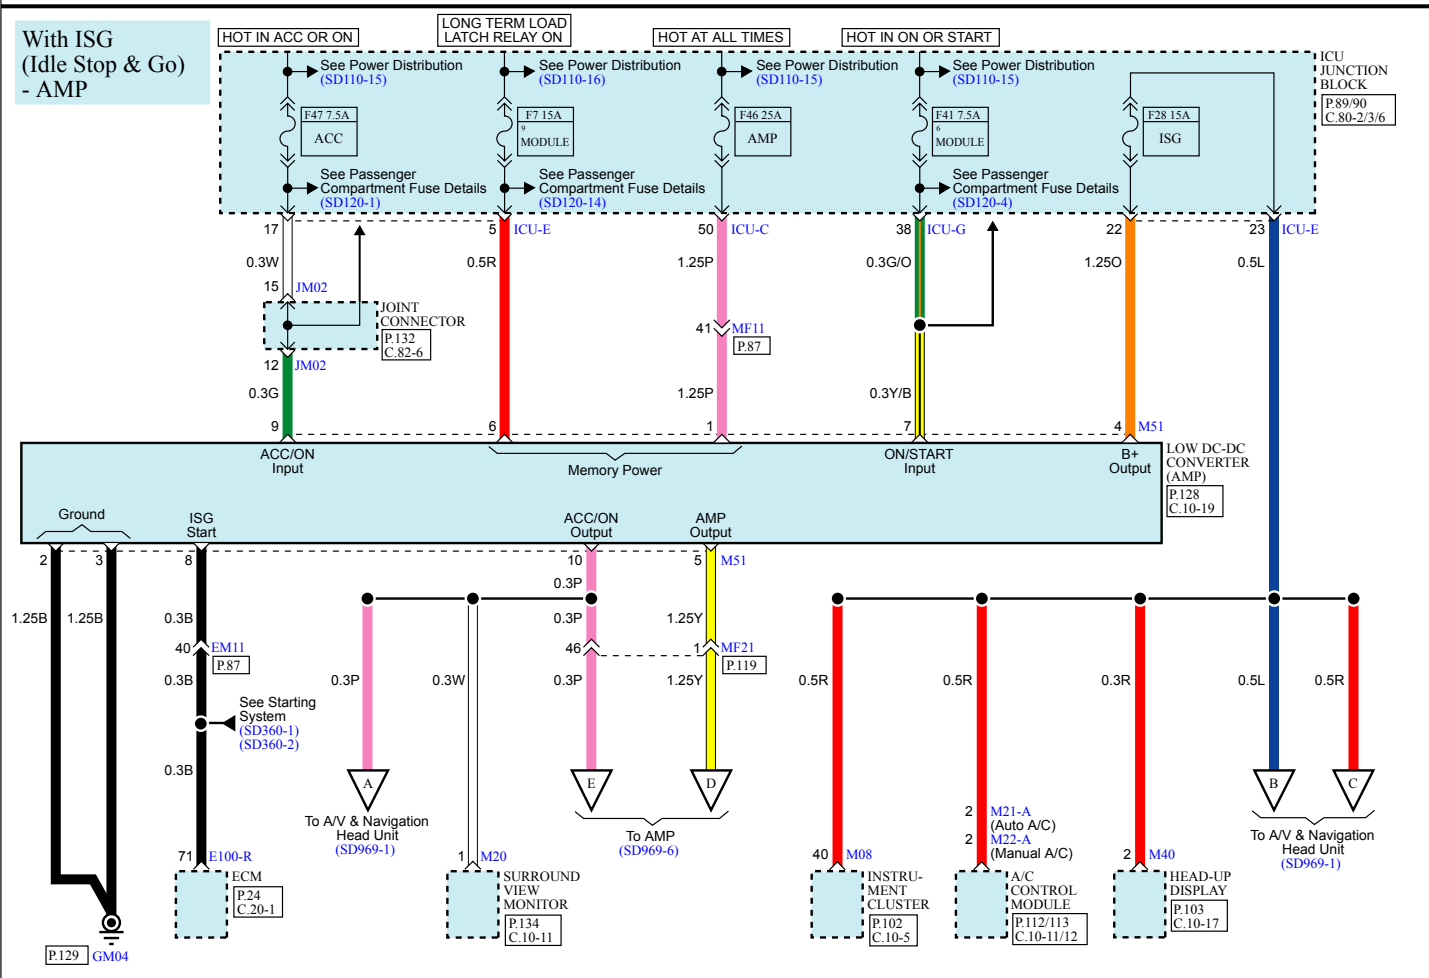 With ISG
(Idle Stop & Go)
- AMP
HOT IN ACC OR ON
LONG TERM LOAD
LATCH RELAY ON
HOT AT ALL TIMES
HOT IN ON OR START
See Power Distribution
(SD110-15)
See Power Distribution
(SD110-16)
See Power Distribution
(SD110-15)
See Power Distribution
(SD110-15)
ICU
JUNCTION
BLOCK
P.89/90
C.80-2/3/6
F47 7.5A
ACC
F7 15A
9
MODULE
F46 25A
AMP
F41 7.5A
6
MODULE
F28 15A
ISG
See Passenger
Compartment Fuse Details
(SD120-1)
See Passenger
Compartment Fuse Details
(SD120-14)
See Passenger
Compartment Fuse Details
(SD120-4)
17
5 ICU-E
50 ICU-C
38 ICU-G
22
23 ICU-E
0.3W
0.5R
1.25P
0.3G/O
1.25O
0.5L
15 JM02
JOINT
CONNECTOR
P.132
C.82-6
41 MF11
P.87
12 JM02
0.3G
1.25P
0.3Y/B
9
6
1
7
4 M51
ACC/ON
Input
Memory Power
ON/START
Input
B+
Output
LOW DC-DC
CONVERTER
(AMP)
P.128
C.10-19
Ground
ISG
Start
ACC/ON
Output
AMP
Output
2
3
8
10
5 M51
0.3P
1.25B
1.25B
0.3B
0.3P
1.25Y
40 EM11
P.87
46
1 MF21
P.119
0.3B
0.3P
0.3W
0.3P
1.25Y
0.5R
0.5R
0.3R
0.5L
0.5R
See Starting
System
(SD360-1)
(SD360-2)
0.3B
A
E
D
B
C
To A/V & Navigation
Head Unit
(SD969-1)
To AMP
(SD969-6)
2 M21-A
(Auto A/C)
2 M22-A
(Manual A/C)
To A/V & Navigation
Head Unit
(SD969-1)
71 E100-R
1 M20
40 M08
2 M40
ECM
P.24
C.20-1
SURROUND
VIEW
MONITOR
P.134
C.10-11
INSTRU-
MENT
CLUSTER
P.102
C.10-5
A/C
CONTROL
MODULE
P.112/113
C.10-11/12
HEAD-UP
DISPLAY
P.103
C.10-17
P.129 GM04